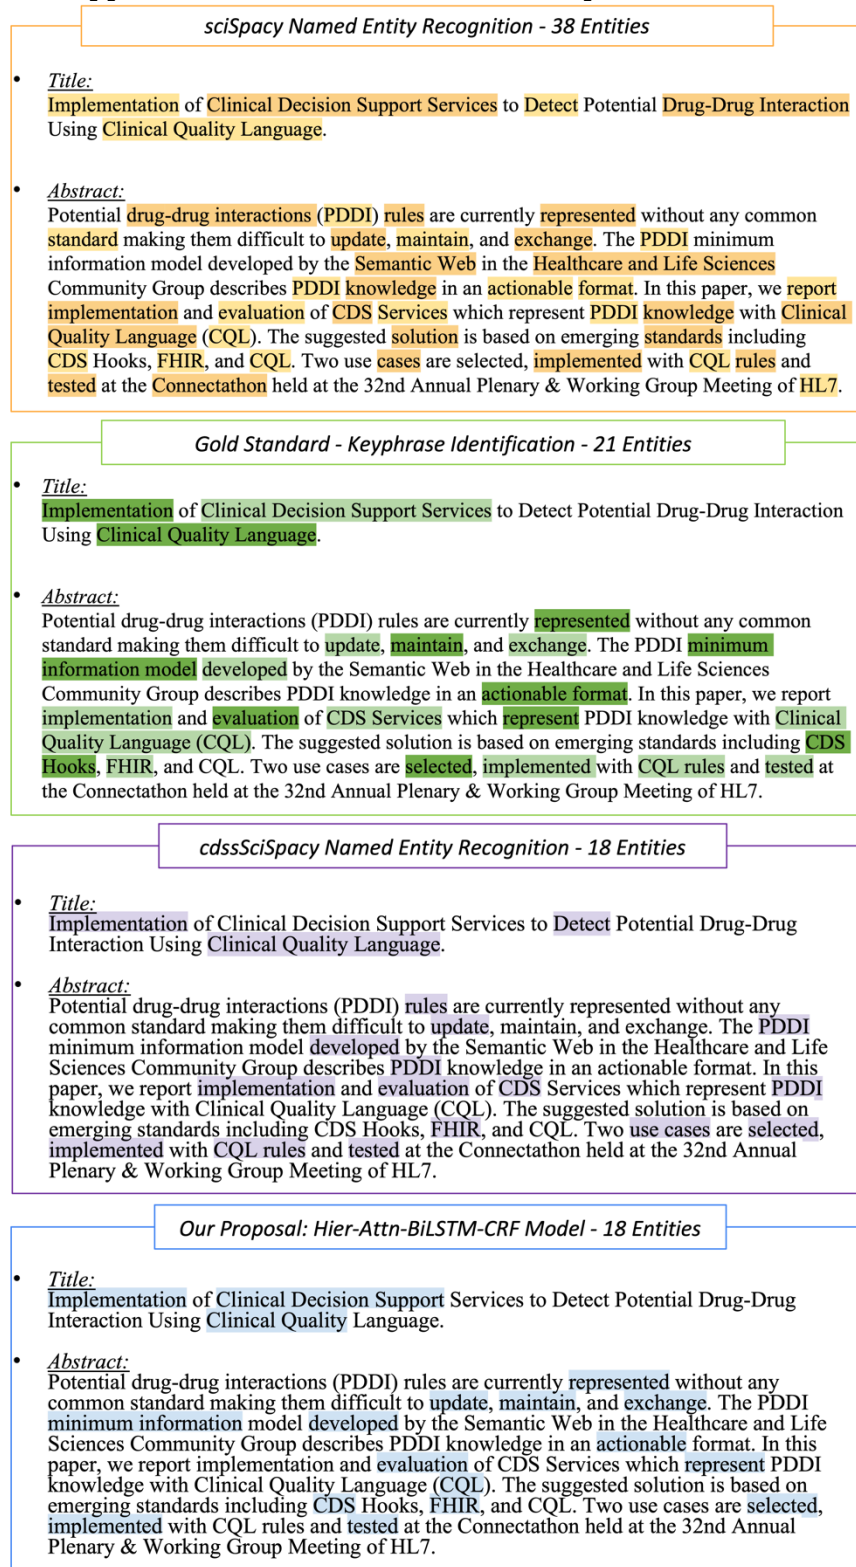 sciSpacy Named Entity Recognition - 38 Entities
• Title:
Implementation of Clinical Decision Support Services to Detect Potential Drug-Drug Interaction
Using Clinical Quality Language.
• Abstract:
Potential drug-drug interactions (PDDI) rules are currently represented without any common
standard making them difficult to update, maintain, and exchange. The PDDI minimum
information model developed by the Semantic Web in the Healthcare and Life Sciences
Community Group describes PDDI knowledge in an actionable format. In this paper, we report
implementation and evaluation of CDS Services which represent PDDI knowledge with Clinical
Quality Language (CQL). The suggested solution is based on emerging standards including
CDS Hooks, FHIR, and CQL. Two use cases are selected, implemented with CQL rules and
tested at the Connectathon held at the 32nd Annual Plenary & Working Group Meeting of HL7.
Gold Standard - Keyphrase Identification - 21 Entities
• Title:
Implementation of Clinical Decision Support Services to Detect Potential Drug-Drug Interaction
Using Clinical Quality Language.
• Abstract:
Potential drug-drug interactions (PDDI) rules are currently represented without any common
standard making them difficult to update, maintain, and exchange. The PDDI minimum
information model developed by the Semantic Web in the Healthcare and Life Sciences
Community Group describes PDDI knowledge in an actionable format. In this paper, we report
implementation and evaluation of CDS Services which represent PDDI knowledge with Clinical
Quality Language (CQL). The suggested solution is based on emerging standards including CDS
Hooks, FHIR, and CQL. Two use cases are selected, implemented with CQL rules and tested at
the Connectathon held at the 32nd Annual Plenary & Working Group Meeting of HL7.
cdssSciSpacy Named Entity Recognition - 18 Entities
• Title:
Implementation of Clinical Decision Support Services to Detect Potential Drug-Drug
Interaction Using Clinical Quality Language.
• Abstract:
Potential drug-drug interactions (PDDI) rules are currently represented without any
common standard making them difficult to update, maintain, and exchange. The PDDI
minimum information model developed by the Semantic Web in the Healthcare and Life
Sciences Community Group describes PDDI knowledge in an actionable format. In this
paper, we report implementation and evaluation of CDS Services which represent PDDI
knowledge with Clinical Quality Language (CQL). The suggested solution is based on
emerging standards including CDS Hooks, FHIR, and CQL. Two use cases are selected,
implemented with CQL rules and tested at the Connectathon held at the 32nd Annual
Plenary & Working Group Meeting of HL7.
Our Proposal: Hier-Attn-BiLSTM-CRF Model - 18 Entities
• Title:
Implementation of Clinical Decision Support Services to Detect Potential Drug-Drug
Interaction Using Clinical Quality Language.
• Abstract:
Potential drug-drug interactions (PDDI) rules are currently represented without any
common standard making them difficult to update, maintain, and exchange. The PDDI
minimum information model developed by the Semantic Web in the Healthcare and Life
Sciences Community Group describes PDDI knowledge in an actionable format. In this
paper, we report implementation and evaluation of CDS Services which represent PDDI
knowledge with Clinical Quality Language (CQL). The suggested solution is based on
emerging standards including CDS Hooks, FHIR, and CQL. Two use cases are selected,
implemented with CQL rules and tested at the Connectathon held at the 32nd Annual
Plenary & Working Group Meeting of HL7.